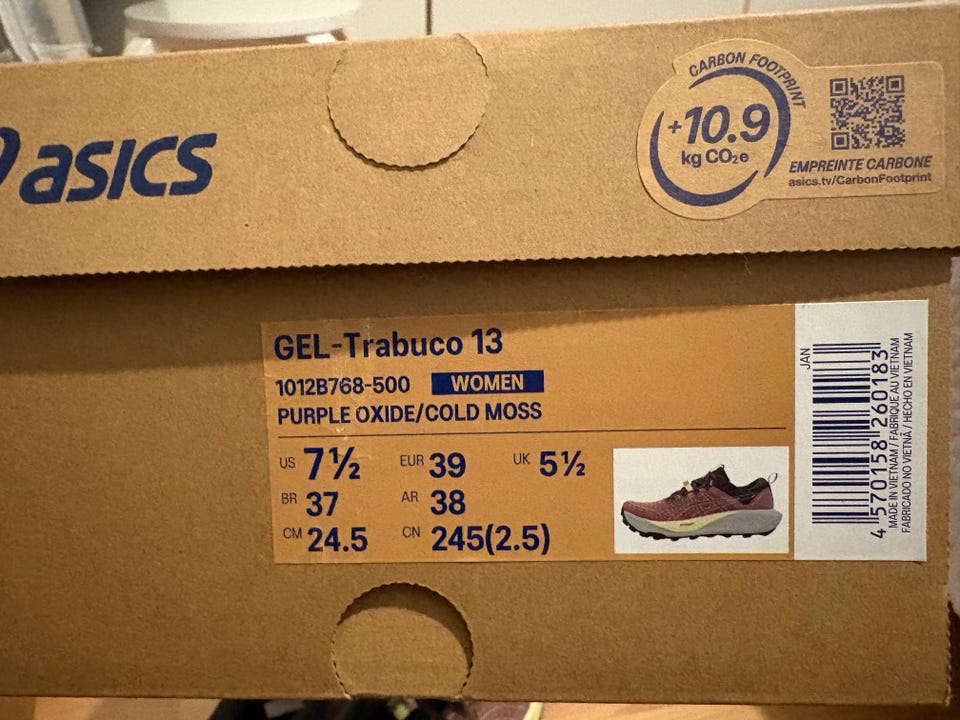 asics
CARBON FOOTPRINT
+10.9
kg CO₂e
EMPREINTE CARBONE
asics.tv/CarbonFootprint
GEL-Trabuco 13
1012B768-500 WOMEN
PURPLE OXIDE/COLD MOSS
US 7½ EUR 39 UK 5½
BR 37 AR 38
CM 24.5 CN 245(2.5)
JAN
4 570158 260183
MADE IN VIETNAM / FABRIQUE AU VIETNAM
FABRICADO NO VIETNÃ / HECHO EN VIETNAM